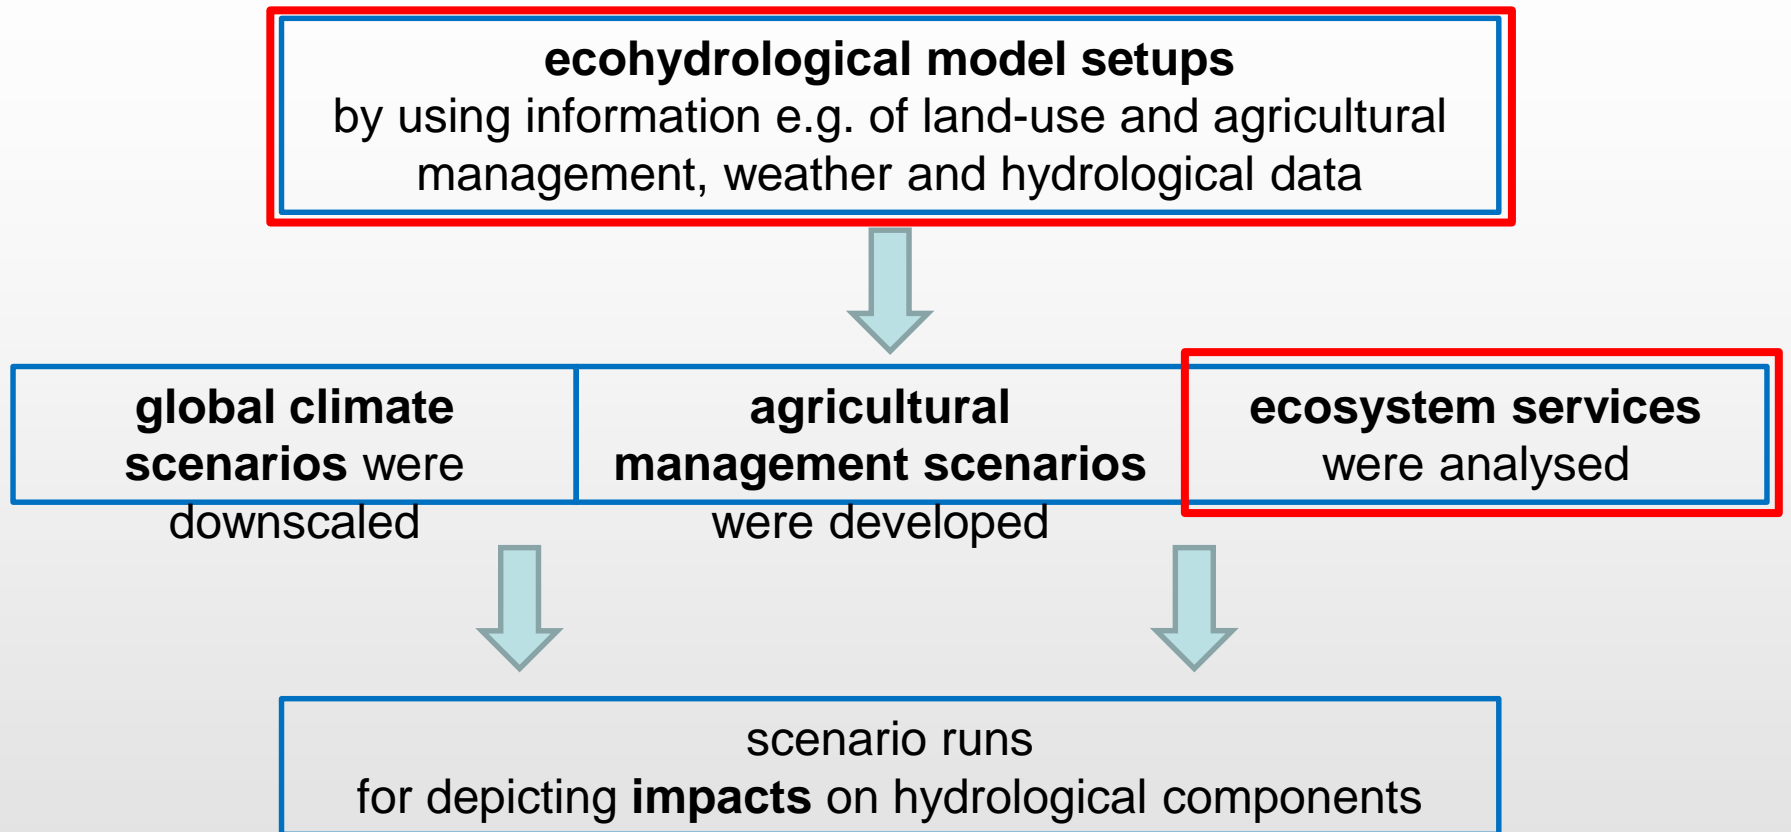 ecohydrological model setups
by using information e.g. of land-use and agricultural
management, weather and hydrological data
global climate
scenarios were
downscaled
agricultural
management scenarios
were developed
ecosystem services
were analysed
scenario runs
for depicting impacts on hydrological components